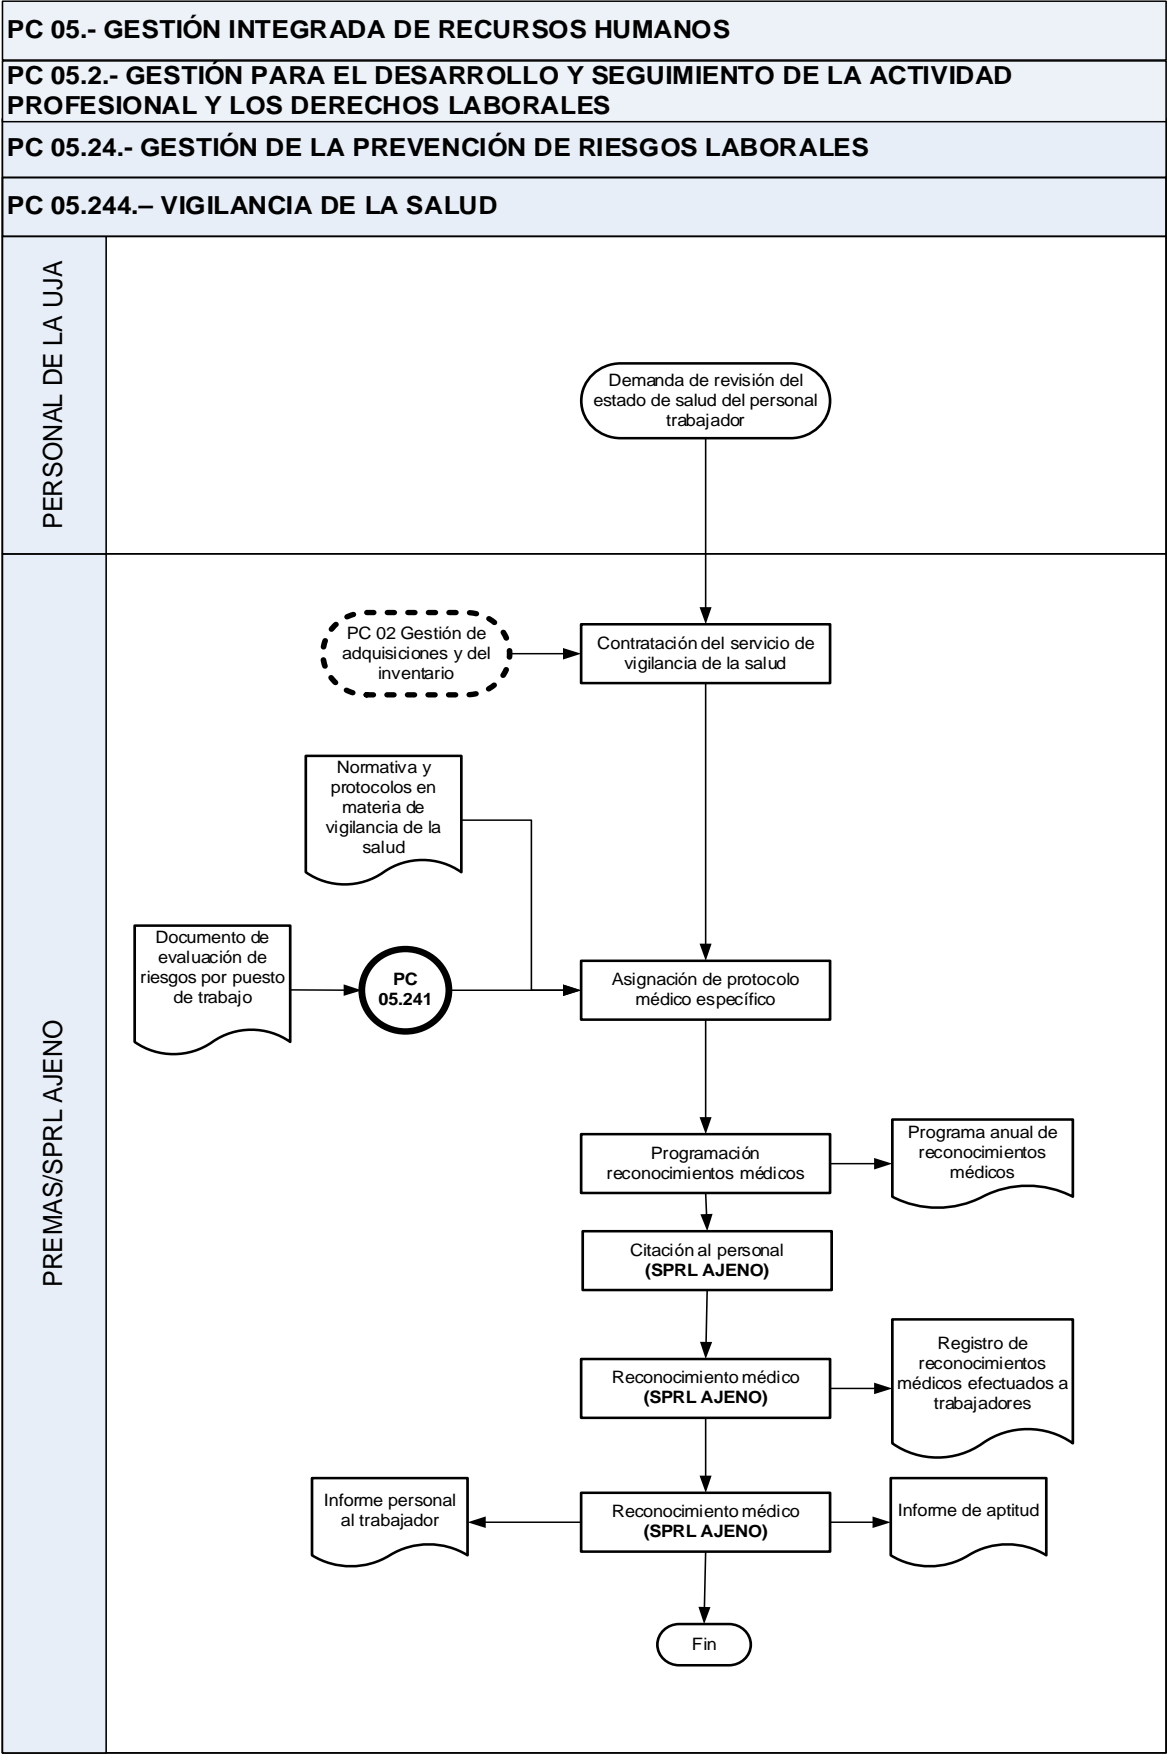 PC 05.- GESTIÓN INTEGRADA DE RECURSOS HUMANOS
PC 05.2.- GESTIÓN PARA EL DESARROLLO Y SEGUIMIENTO DE LA ACTIVIDAD
PROFESIONAL Y LOS DERECHOS LABORALES
PC 05.24.- GESTIÓN DE LA PREVENCIÓN DE RIESGOS LABORALES
PC 05.244.– VIGILANCIA DE LA SALUD
PERSONAL DE LA UJA
Demanda de revisión del
estado de salud del personal
trabajador
PREMAS/SPRL AJENO
PC 02 Gestión de
adquisiciones y del
inventario
Contratación del servicio de
vigilancia de la salud
Normativa y
protocolos en
materia de
vigilancia de la
salud
Documento de
evaluación de
riesgos por puesto
de trabajo
PC
05.241
Asignación de protocolo
médico específico
Programación
reconocimientos médicos
Programa anual de
reconocimientos
médicos
Citación al personal
(SPRL AJENO)
Reconocimiento médico
(SPRL AJENO)
Registro de
reconocimientos
médicos efectuados a
trabajadores
Informe personal
al trabajador
Reconocimiento médico
(SPRL AJENO)
Informe de aptitud
Fin